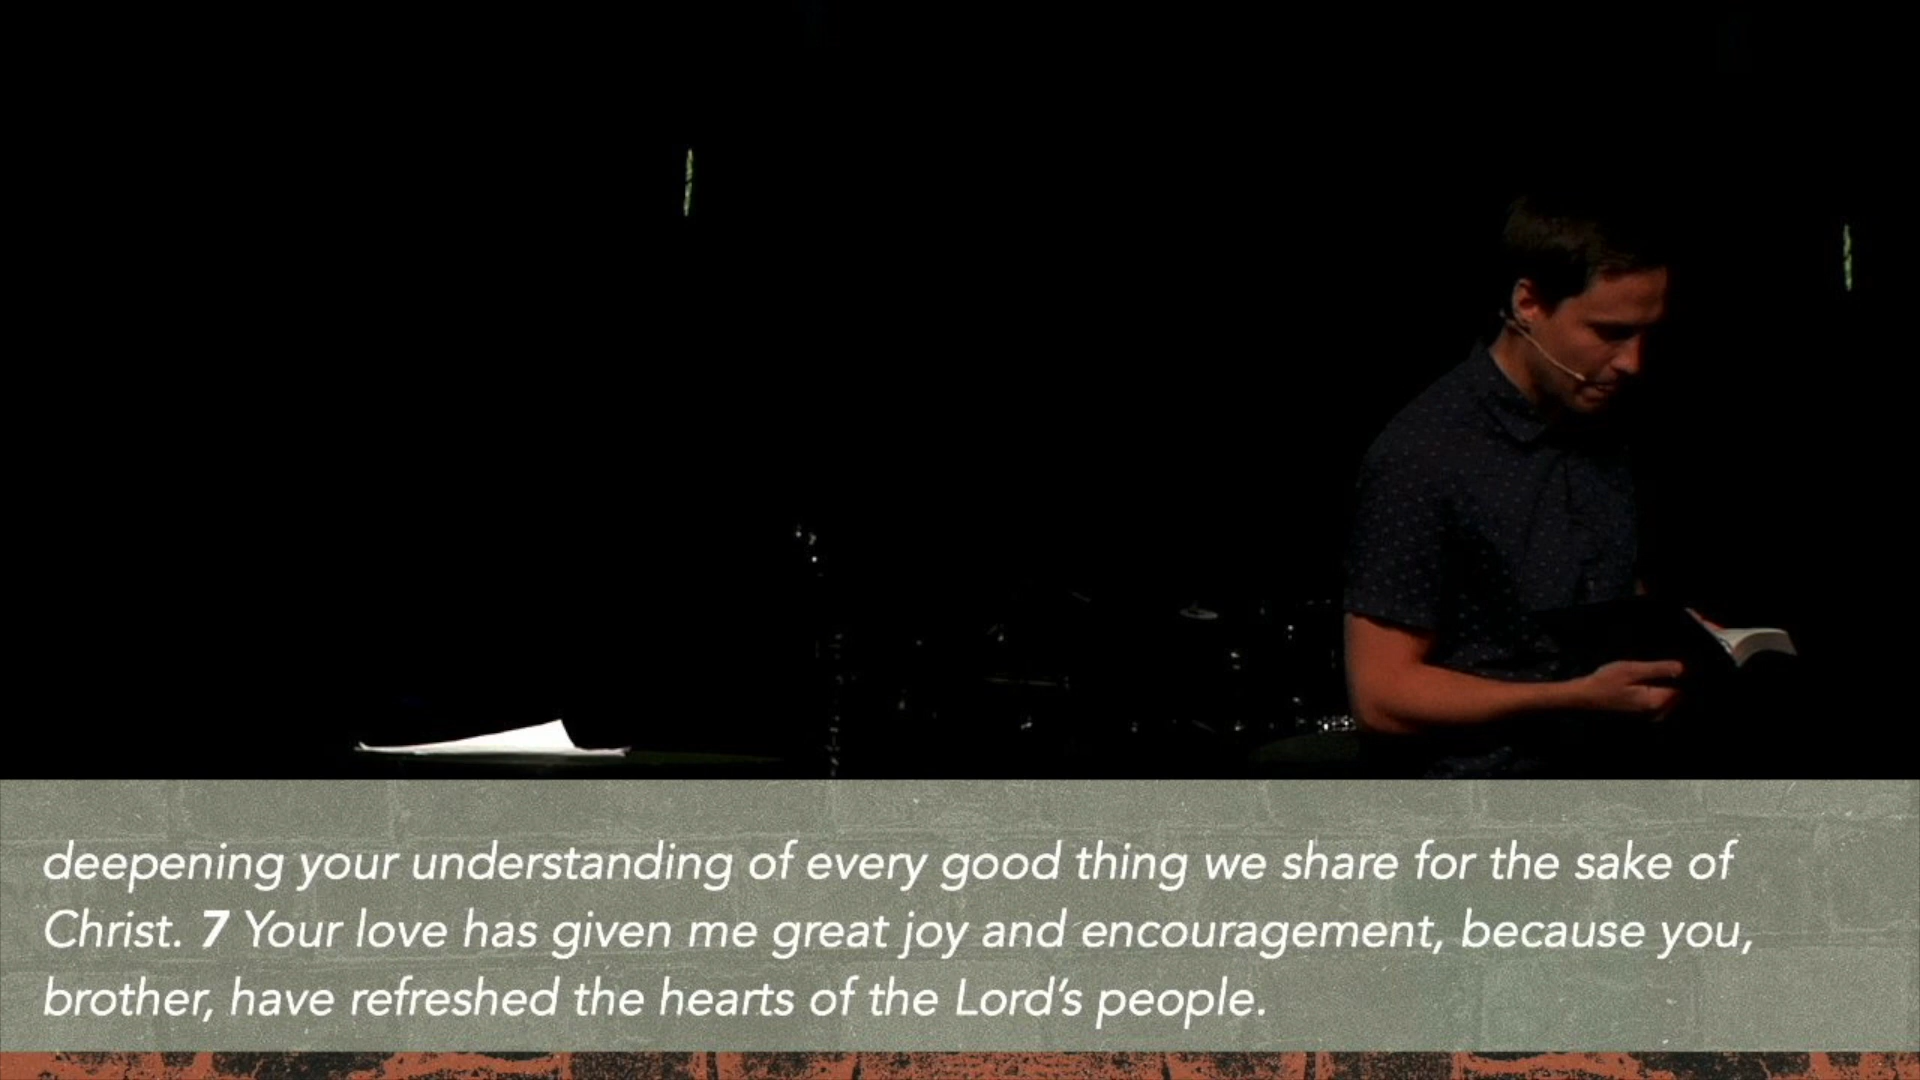 deepening your understanding of every good thing we share for the sake of
Christ. 7 Your love has given me great joy and encouragement, because you,
brother, have refreshed the hearts of the Lord's people.